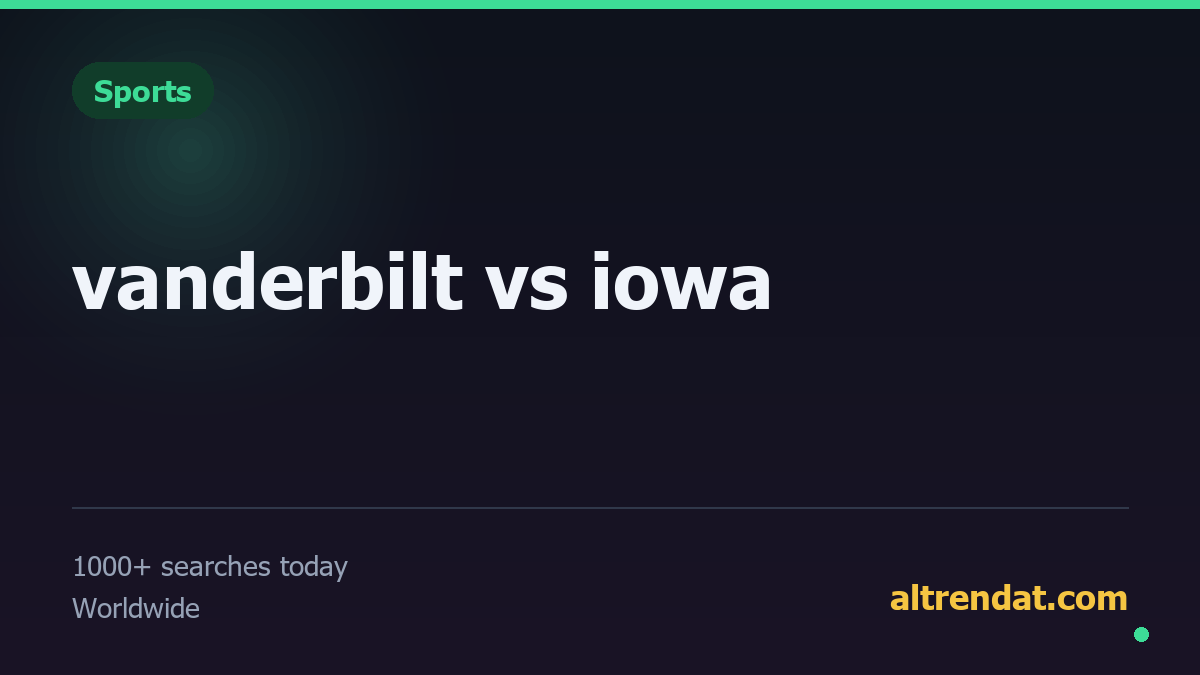 Sports
vanderbilt vs iowa
1000+ searches today
Worldwide
altrendat.com